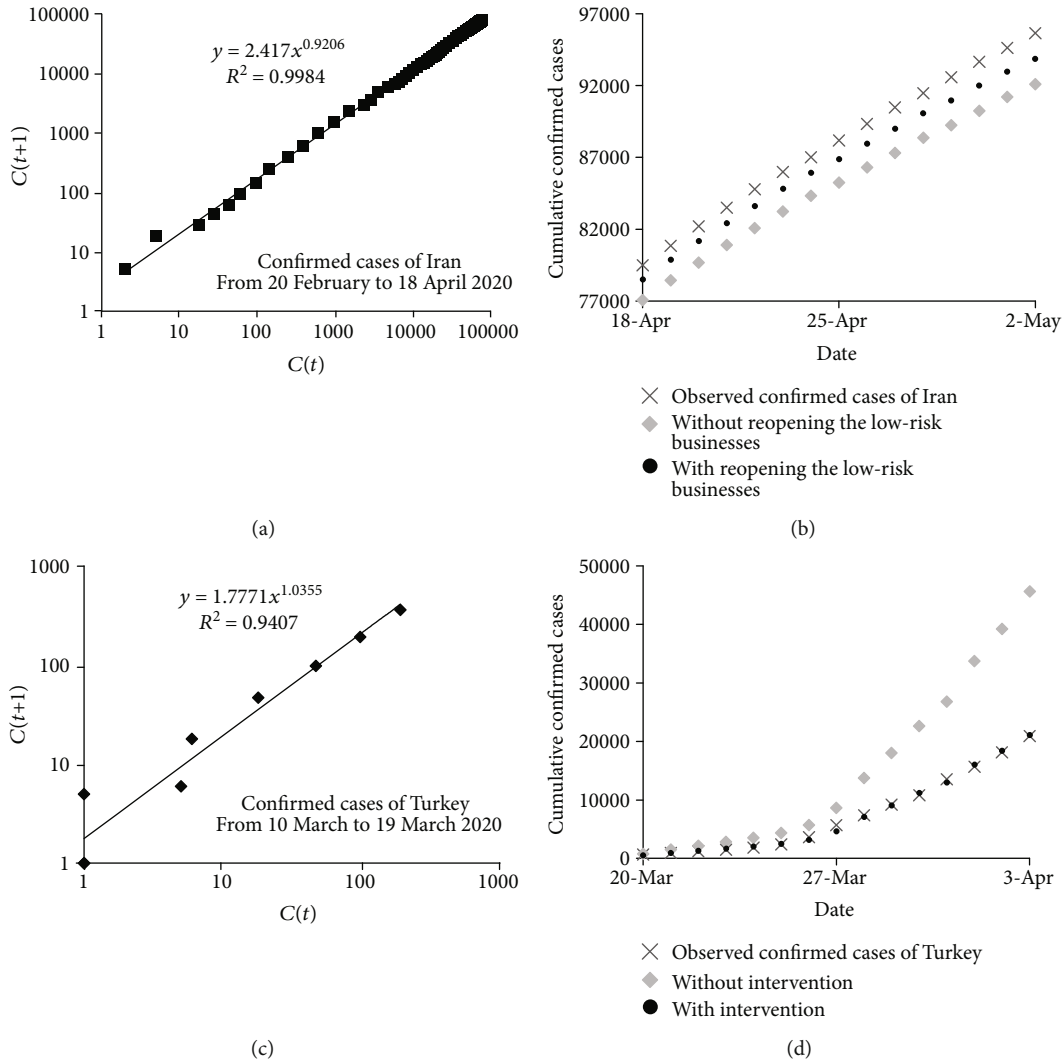 100000
10000
1000
100
10
1
1
10
100
1000
10000
100000
C(t+1)
C(t)
y = 2.417x^0.9206
R^2 = 0.9984
Confirmed cases of Iran
From 20 February to 18 April 2020
(a)
97000
92000
87000
82000
77000
18-Apr
25-Apr
2-May
Cumulative confirmed cases
Date
Observed confirmed cases of Iran
Without reopening the low-risk
businesses
With reopening the low-risk
businesses
(b)
1000
100
10
1
1
10
100
1000
C(t+1)
C(t)
y = 1.7771x^1.0355
R^2 = 0.9407
Confirmed cases of Turkey
From 10 March to 19 March 2020
(c)
50000
40000
30000
20000
10000
0
20-Mar
27-Mar
3-Apr
Cumulative confirmed cases
Date
Observed confirmed cases of Turkey
Without intervention
With intervention
(d)